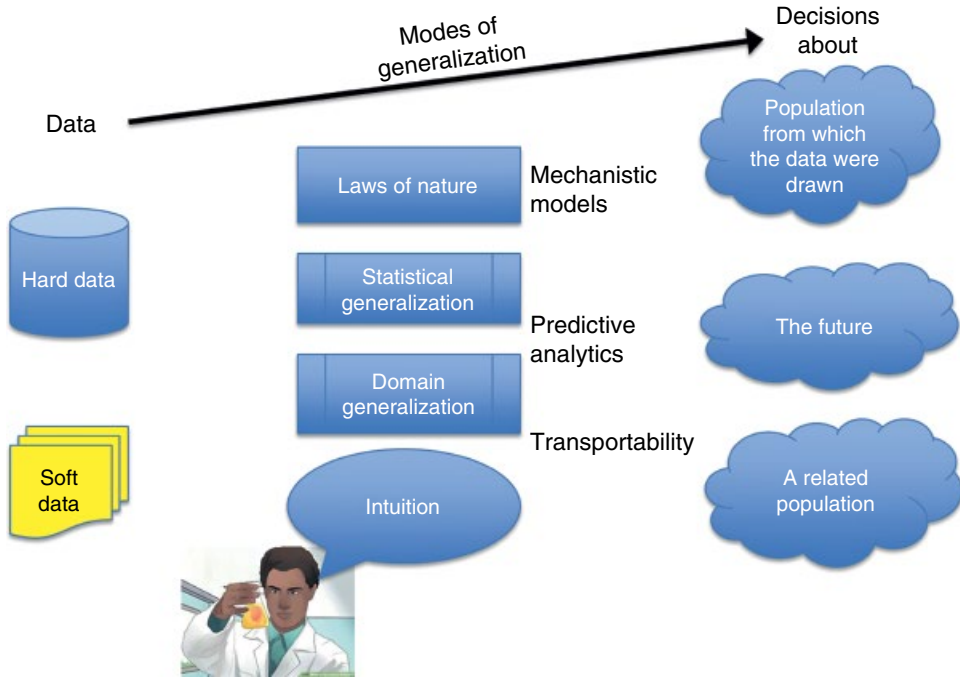 Modes of
generalization
Decisions
about
Data
Hard data
Soft
data
Laws of nature
Statistical
generalization
Domain
generalization
Intuition
Mechanistic
models
Predictive
analytics
Transportability
Population
from which
the data were
drawn
The future
A related
population